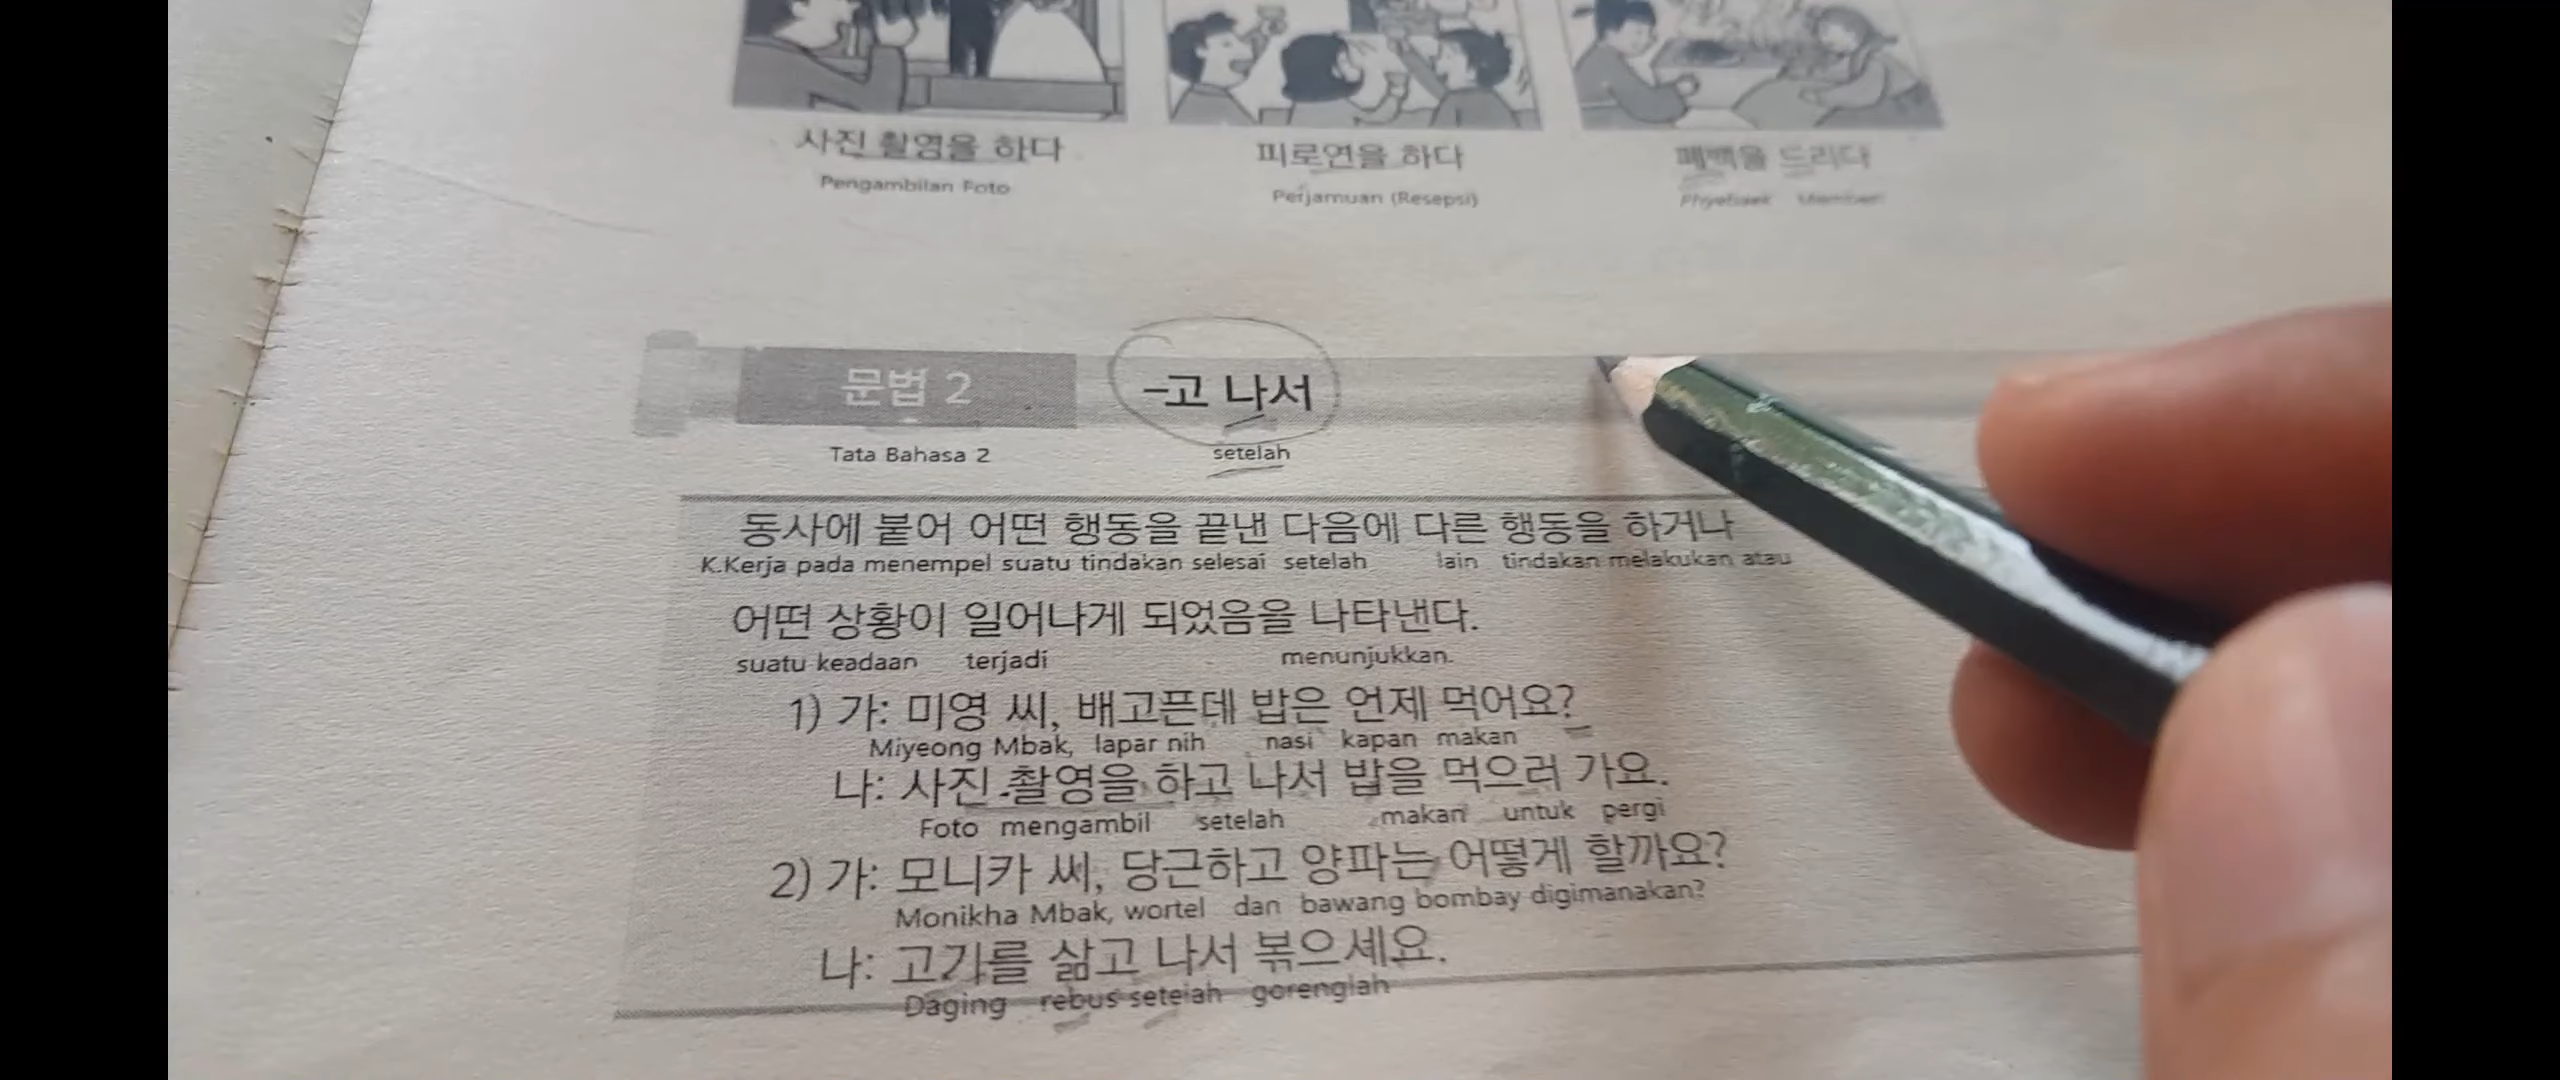 사진 촬영을 하다
Pengambilan Foto
피로연을 하다
Perjamuan (Resepsi)
폐백을 드리다
문법 2
-고 나서
Tata Bahasa 2
setelah
동사에 붙어 어떤 행동을 끝낸 다음에 다른 행동을 하거나
K.Kerja pada menempel suatu tindakan selesai setelah lain tindakan melakukan atau
어떤 상황이 일어나게 되었음을 나타낸다.
suatu keadaan terjadi menunjukkan.
1) 가: 미영 씨, 배고픈데 밥은 언제 먹어요?
Miyeong Mbak, lapar nih nasi kapan makan
나: 사진 촬영을 하고 나서 밥을 먹으러 가요.
Foto mengambil setelah makan untuk pergi
2) 가: 모니카 씨, 당근하고 양파는 어떻게 할까요?
Monikha Mbak, wortel dan bawang bombay digimanakan?
나: 고기를 삶고 나서 볶으세요.
Daging rebus setelah gorenglah